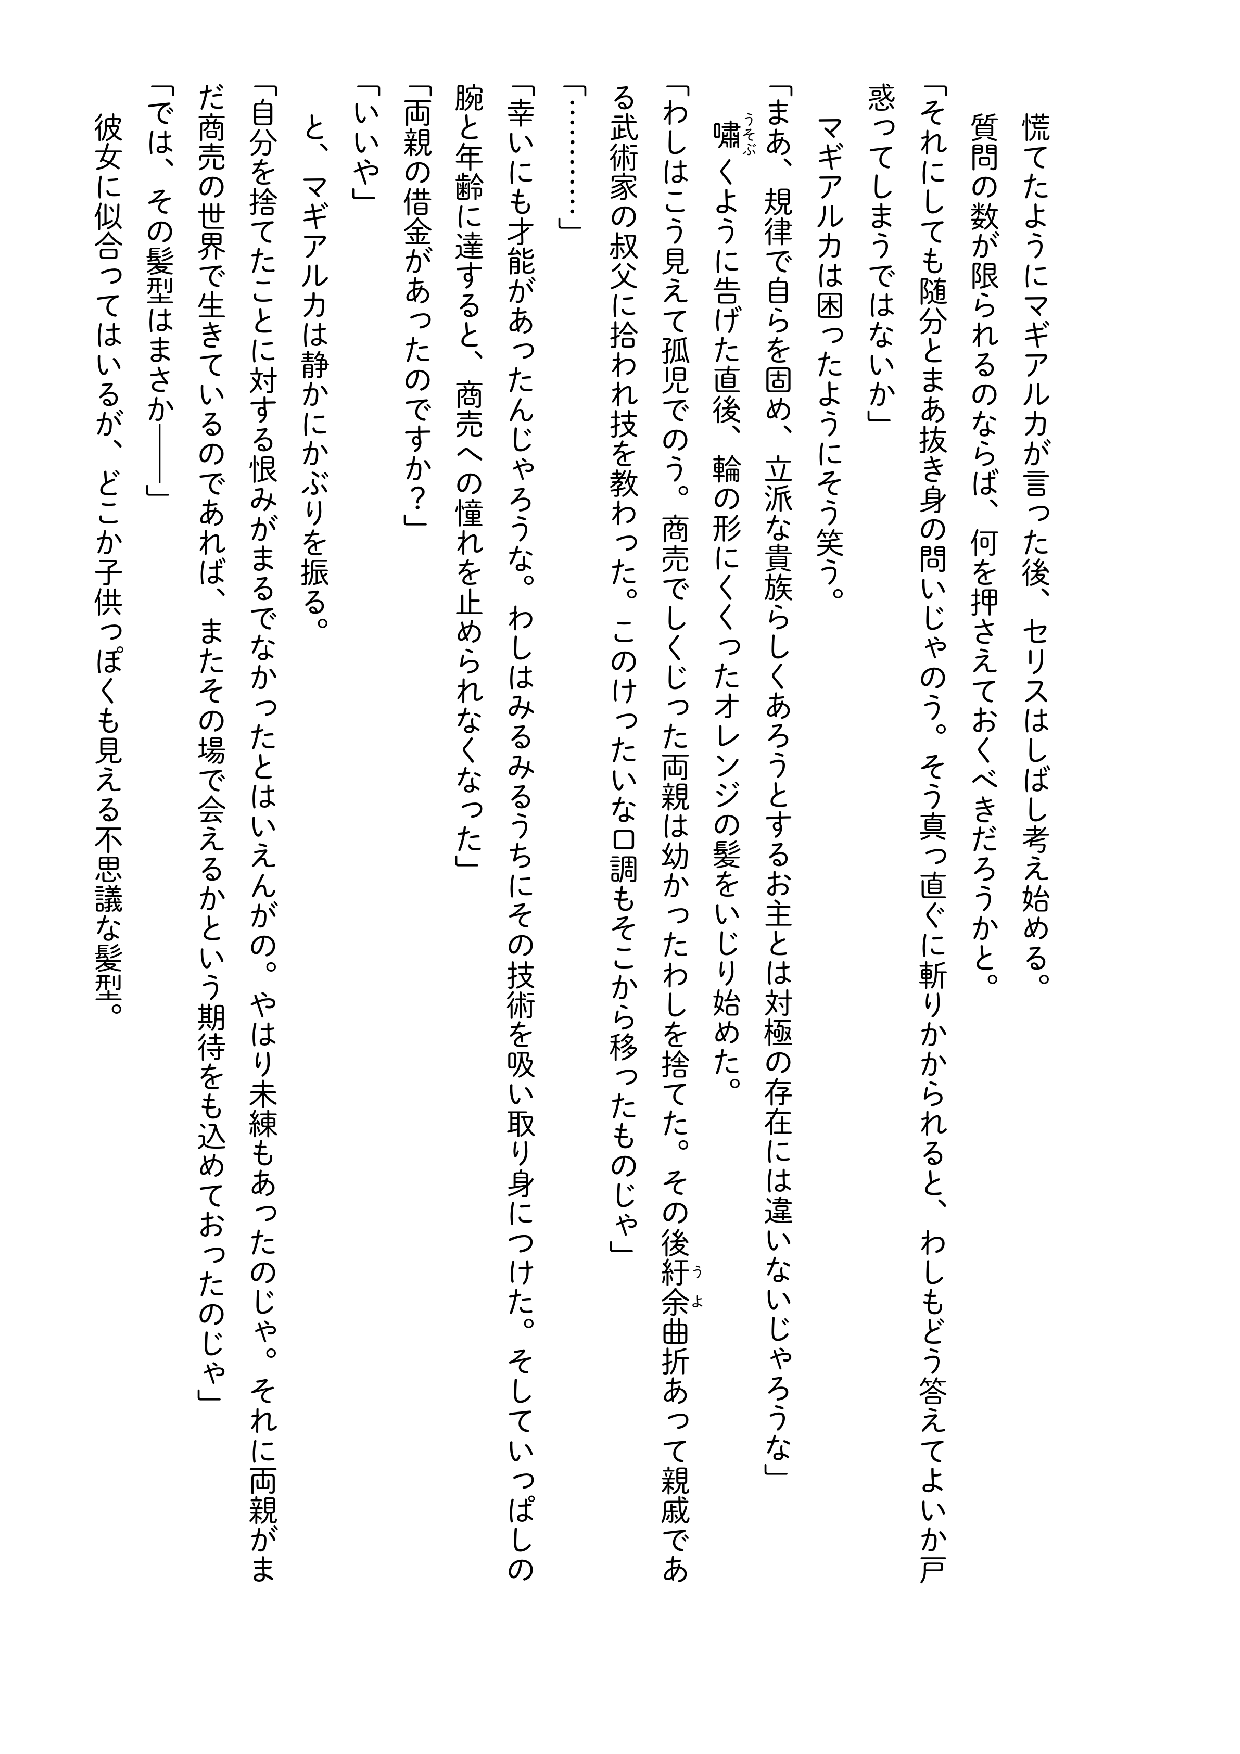 慌てたようにマギアルカが言った後、セリスはしばし考え始める。
質問の数が限られるのならば、何を押さえておくべきだろうかと。
「それにしても随分とまあ抜き身の問いじゃのう。そう真っ直ぐに斬りかかられると、わしもどう答えてよいか戸
惑ってしまうではないか」
マギアルカは困ったようにそう笑う。
「まあ、規律で自らを固め、立派な貴族らしくあろうとするお主とは対極の存在には違いないじゃろうな」
嘯くように告げた直後、輪の形にくくったオレンジの髪をいじり始めた。
「わしはこう見えて孤児でのう。商売でしくじった両親は幼かったわしを捨てた。その後紆余曲折あって親戚であ
る武術家の叔父に拾われ技を教わった。このけったいな口調もそこから移ったものじゃ」
「…………」
「幸いにも才能があったんじゃろうな。わしはみるみるうちにその技術を吸い取り身につけた。そしていっぱしの
腕と年齢に達すると、商売への憧れを止められなくなった」
「両親の借金があったのですか？」
「いいや」
と、マギアルカは静かにかぶりを振る。
「自分を捨てたことに対する恨みがまるでなかったとはいえんがの。やはり未練もあったのじゃ。それに両親がま
だ商売の世界で生きているのであれば、またその場で会えるかという期待をも込めておったのじゃ」
「では、その髪型はまさか――」
彼女に似合ってはいるが、どこか子供っぽくも見える不思議な髪型。